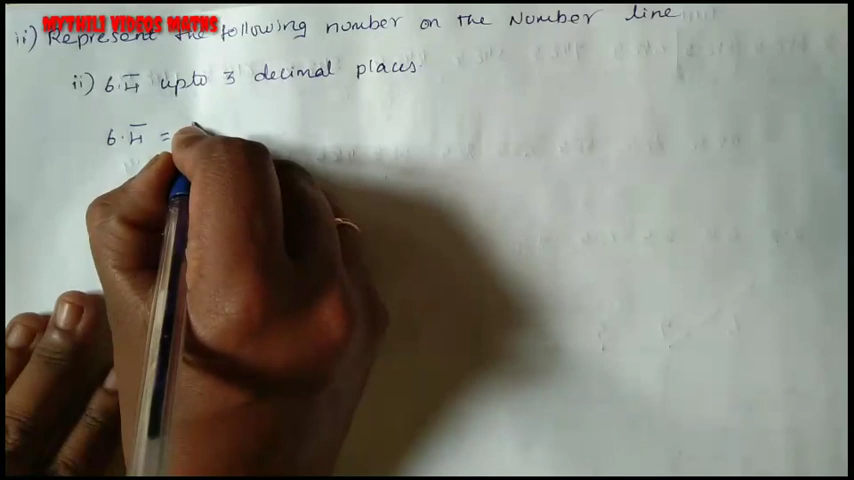 MYTHILI VIDEOS MATHS
ii) Represent the following number on the Number line
ii) 6.4̅ upto 3 decimal places.
6.4̅ =